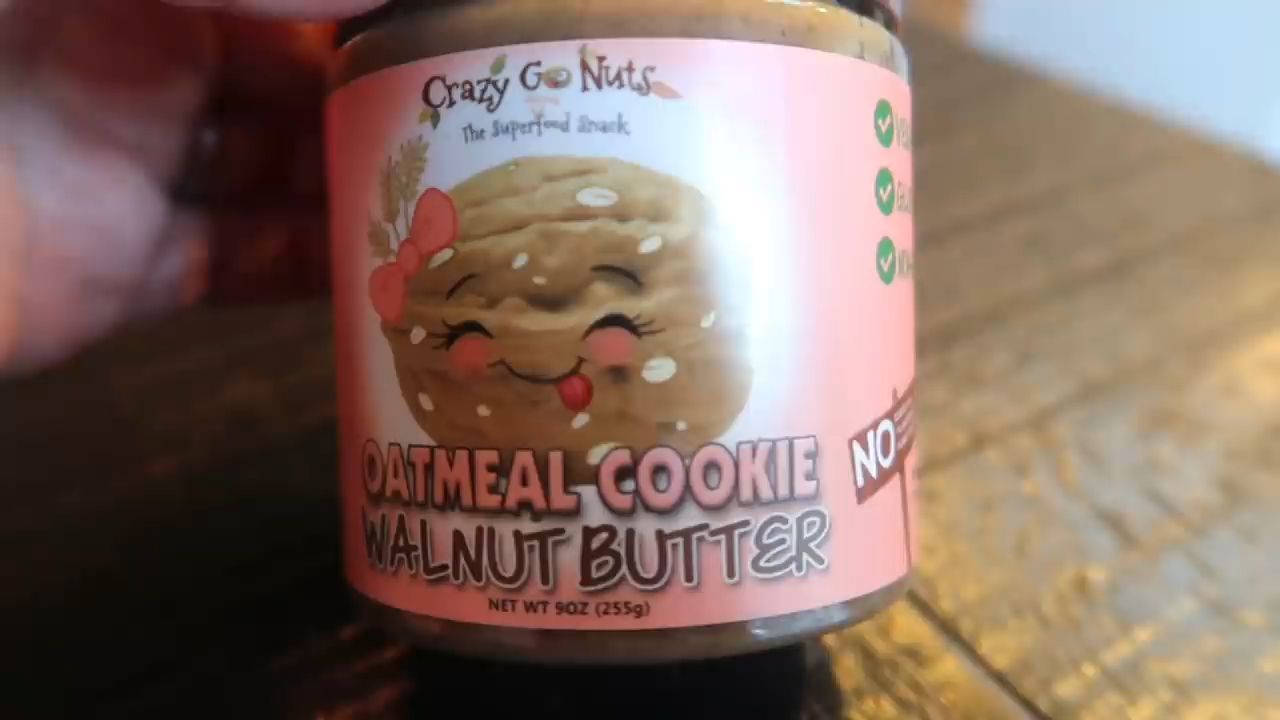 Crazy Go Nuts
The Superfood Snack
OATMEAL COOKIE
WALNUT BUTTER
NO
NET WT 9OZ (255g)